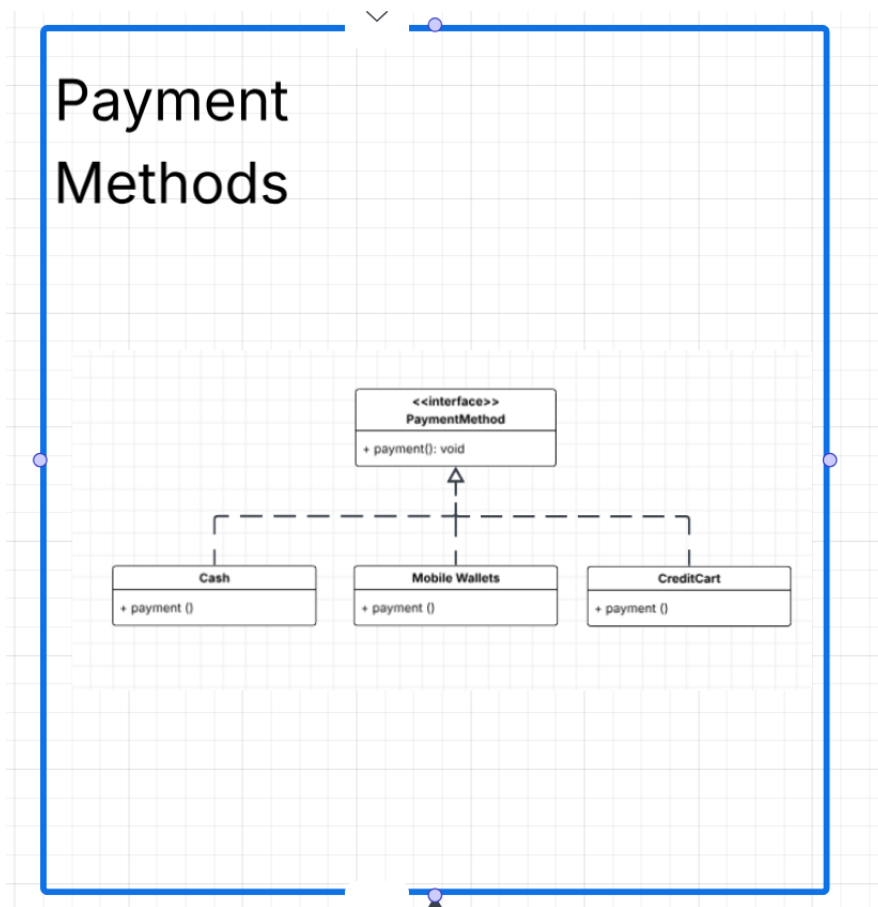 Payment
Methods
<<interface>>
PaymentMethod
+ payment(): void
Cash
+ payment ()
Mobile Wallets
+ payment ()
CreditCart
+ payment ()